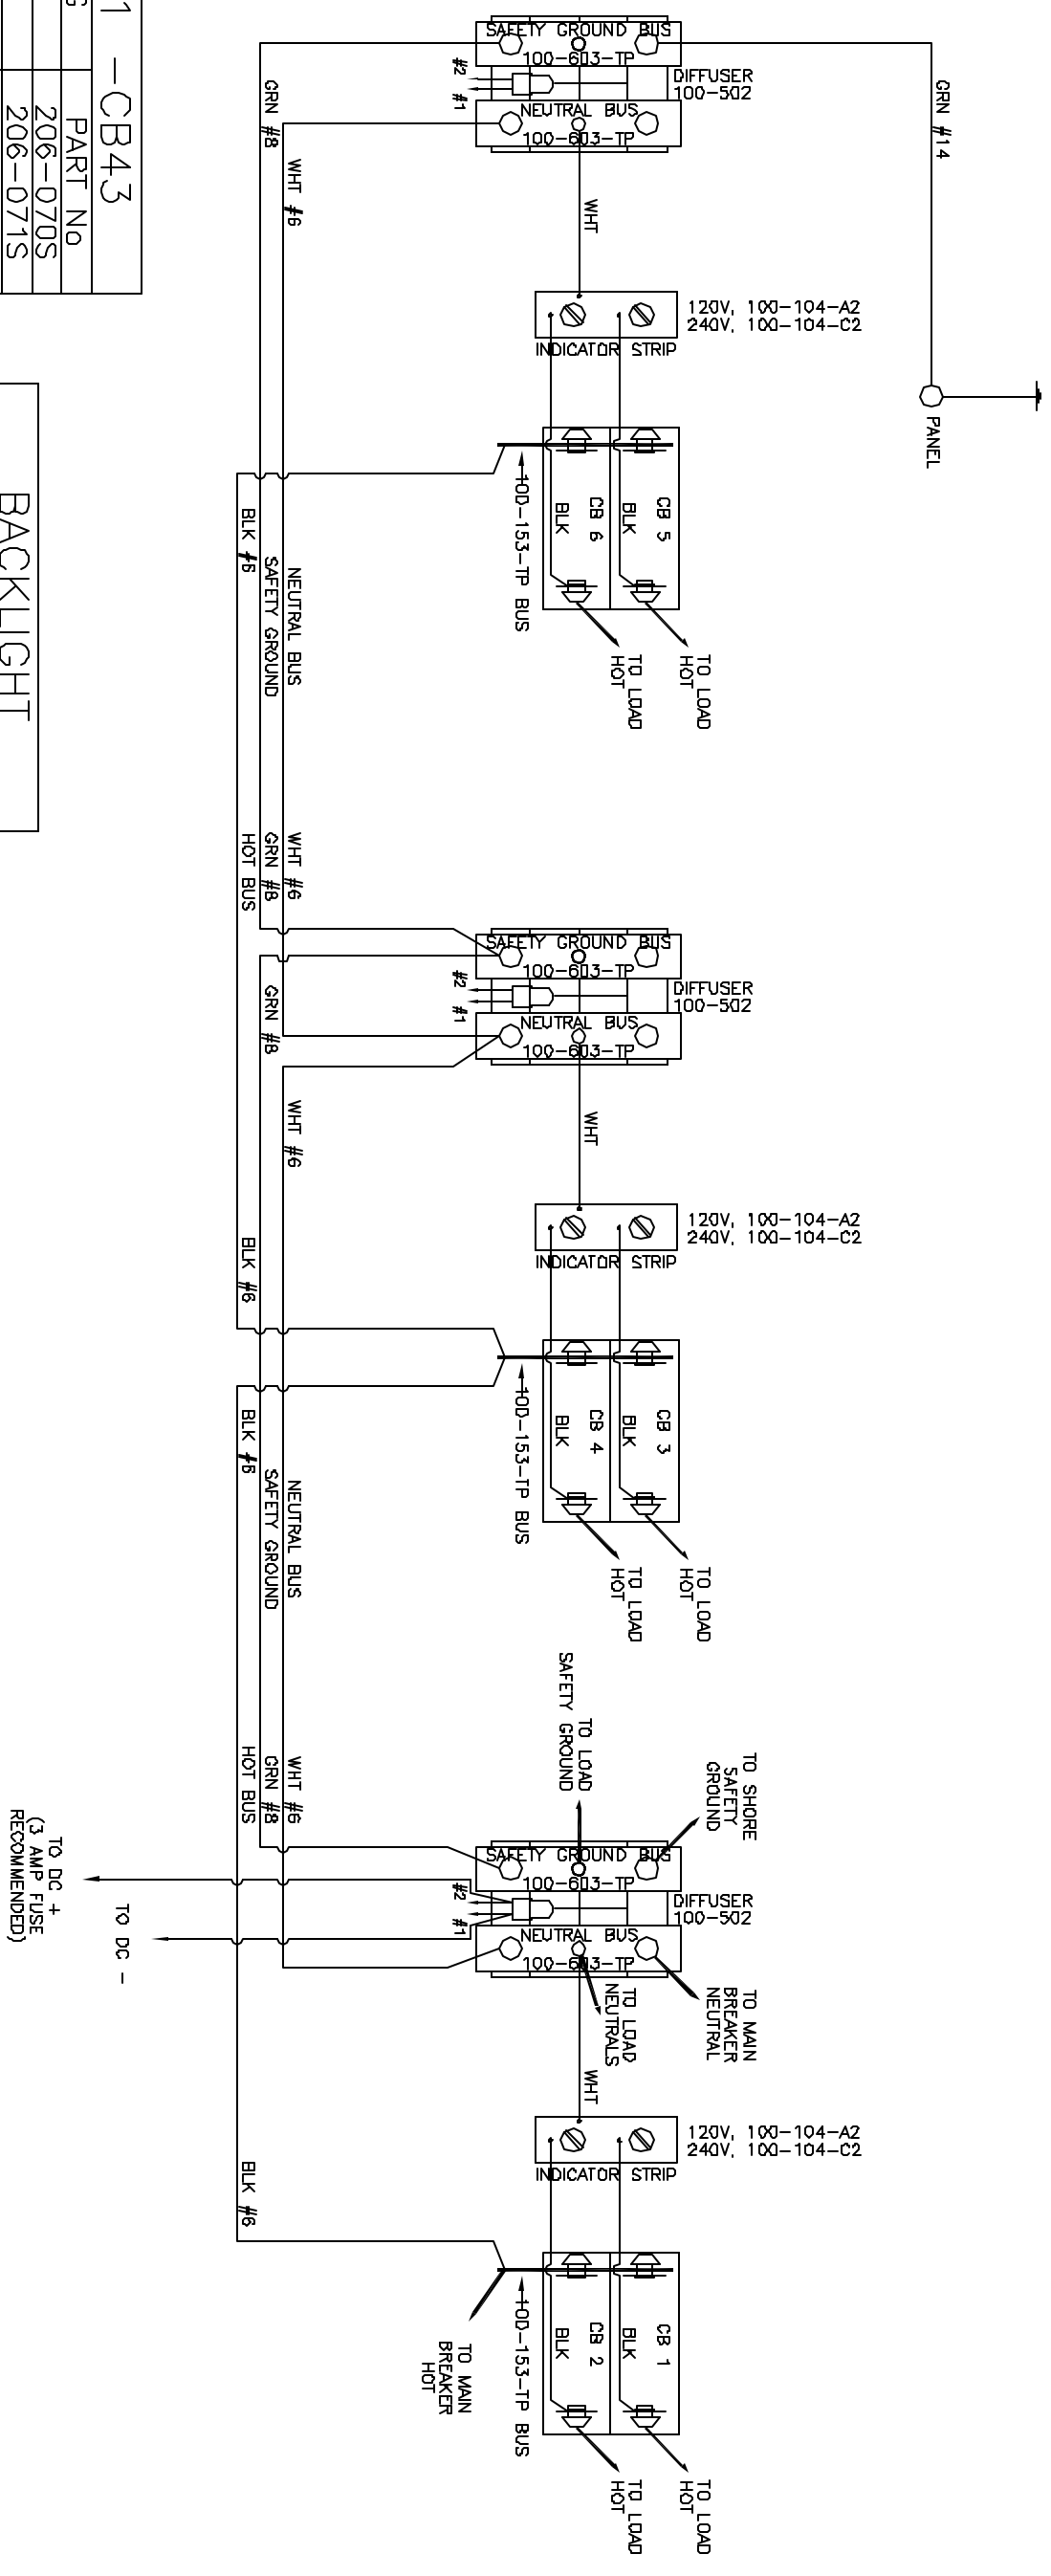 GRN #14
PANEL
SAFETY GROUND BUS
100-603-TP
DIFFUSER
100-502
#2
#1
NEUTRAL BUS
100-603-TP
WHT
120V, 100-104-A2
240V, 100-104-C2
INDICATOR STRIP
CB 5
BLK
CB 6
BLK
100-153-TP BUS
TO LOAD
HOT
TO LOAD
HOT
GRN #8
WHT #6
BLK #6
NEUTRAL BUS
SAFETY GROUND
WHT #6
GRN #8
HOT BUS
SAFETY GROUND BUS
100-603-TP
DIFFUSER
100-502
#2
#1
NEUTRAL BUS
100-603-TP
WHT
120V, 100-104-A2
240V, 100-104-C2
INDICATOR STRIP
CB 3
BLK
CB 4
BLK
100-153-TP BUS
TO LOAD
HOT
TO LOAD
HOT
GRN #8
WHT #6
BLK #6
BLK #6
NEUTRAL BUS
SAFETY GROUND
WHT #6
GRN #8
HOT BUS
TO LOAD
SAFETY GROUND
TO SHORE
SAFETY
GROUND
SAFETY GROUND BUS
100-603-TP
DIFFUSER
100-502
#2
#1
NEUTRAL BUS
100-603-TP
TO MAIN
BREAKER
NEUTRAL
TO LOAD
NEUTRALS
WHT
120V, 100-104-A2
240V, 100-104-C2
INDICATOR STRIP
CB 1
BLK
CB 2
BLK
100-153-TP BUS
TO LOAD
HOT
TO LOAD
HOT
BLK #6
TO MAIN
BREAKER
HOT
TO DC -
TO DC +
(3 AMP FUSE
RECOMMENDED)
1 -CB43
G
PART No
206-070S
206-071S
BACKLIGHT